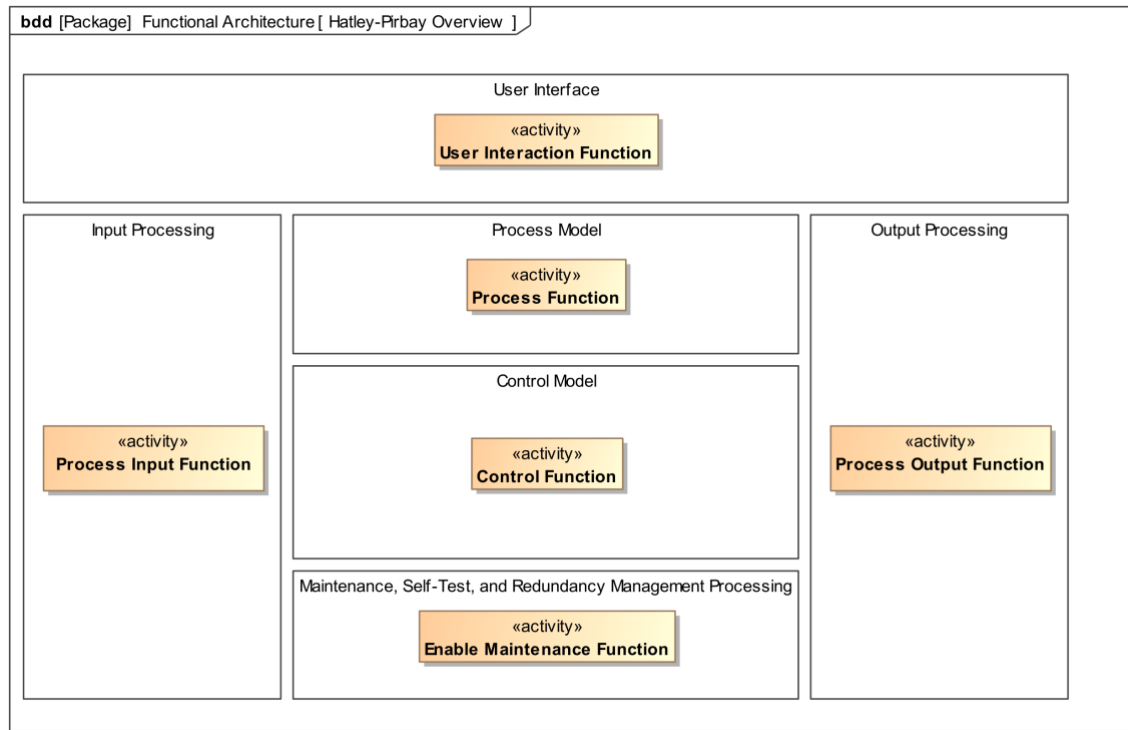 bdd [Package] Functional Architecture [ Hatley-Pirbay Overview ]
User Interface
«activity»
User Interaction Function
Input Processing
«activity»
Process Input Function
Process Model
«activity»
Process Function
Control Model
«activity»
Control Function
Maintenance, Self-Test, and Redundancy Management Processing
«activity»
Enable Maintenance Function
Output Processing
«activity»
Process Output Function